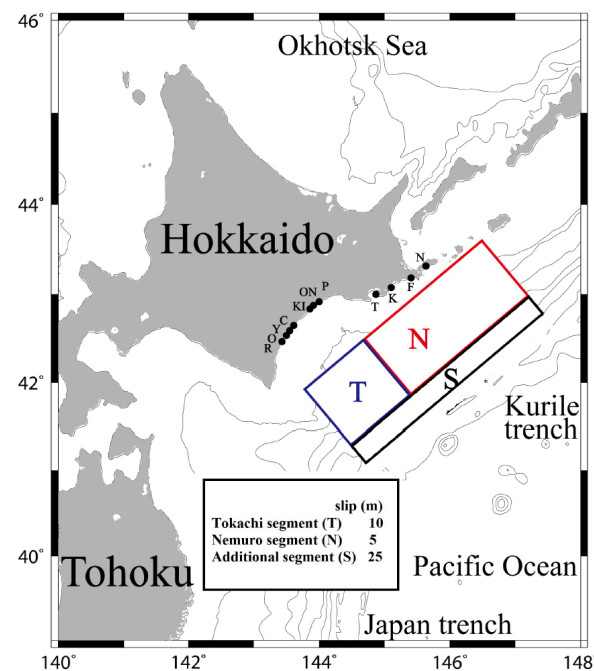 46°
Okhotsk Sea
44°
Hokkaido
N
F
K
T
P
ON
KI
C
Y
O
R
N
T
S
42°
Kurile
trench
slip (m)
Tokachi segment (T) 10
Nemuro segment (N) 5
Additional segment (S) 25
40°
Tohoku
Pacific Ocean
Japan trench
140° 142° 144° 146° 148